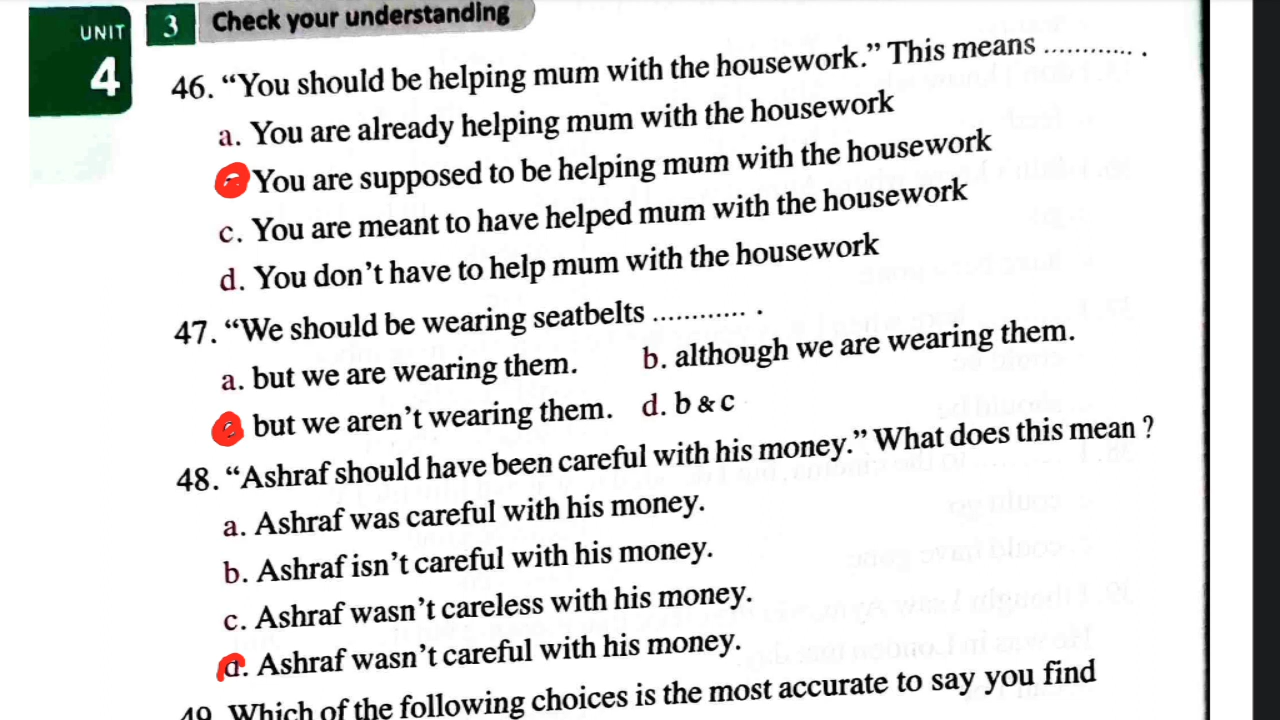 UNIT 3 Check your understanding
4
46. “You should be helping mum with the housework.” This means ............ .
a. You are already helping mum with the housework
You are supposed to be helping mum with the housework
c. You are meant to have helped mum with the housework
d. You don’t have to help mum with the housework
47. “We should be wearing seatbelts ............ .
a. but we are wearing them. b. although we are wearing them.
but we aren’t wearing them. d. b & c
48. “Ashraf should have been careful with his money.” What does this mean ?
a. Ashraf was careful with his money.
b. Ashraf isn’t careful with his money.
c. Ashraf wasn’t careless with his money.
d. Ashraf wasn’t careful with his money.
49. Which of the following choices is the most accurate to say you find